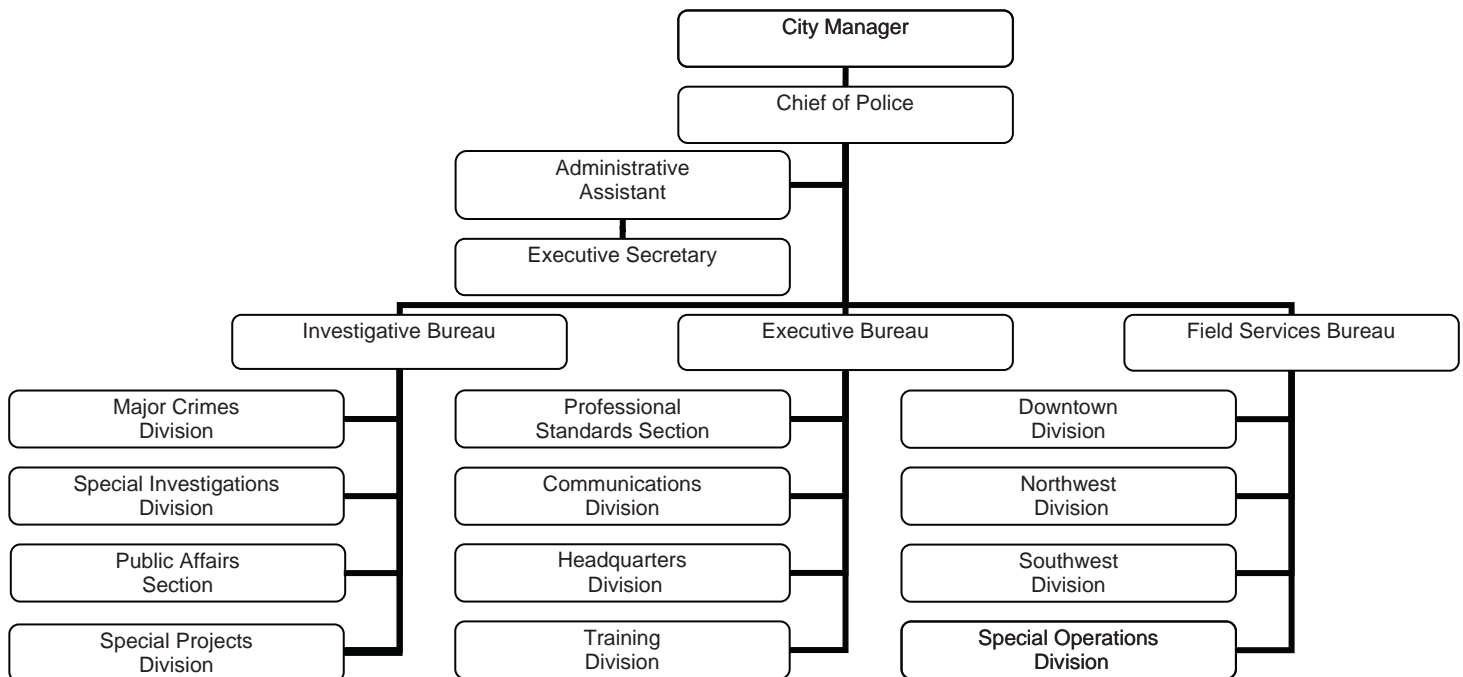 City Manager
Chief of Police
Administrative
Assistant
Executive Secretary
Investigative Bureau
Executive Bureau
Field Services Bureau
Major Crimes
Division
Special Investigations
Division
Public Affairs
Section
Special Projects
Division
Professional
Standards Section
Communications
Division
Headquarters
Division
Training
Division
Downtown
Division
Northwest
Division
Southwest
Division
Special Operations
Division